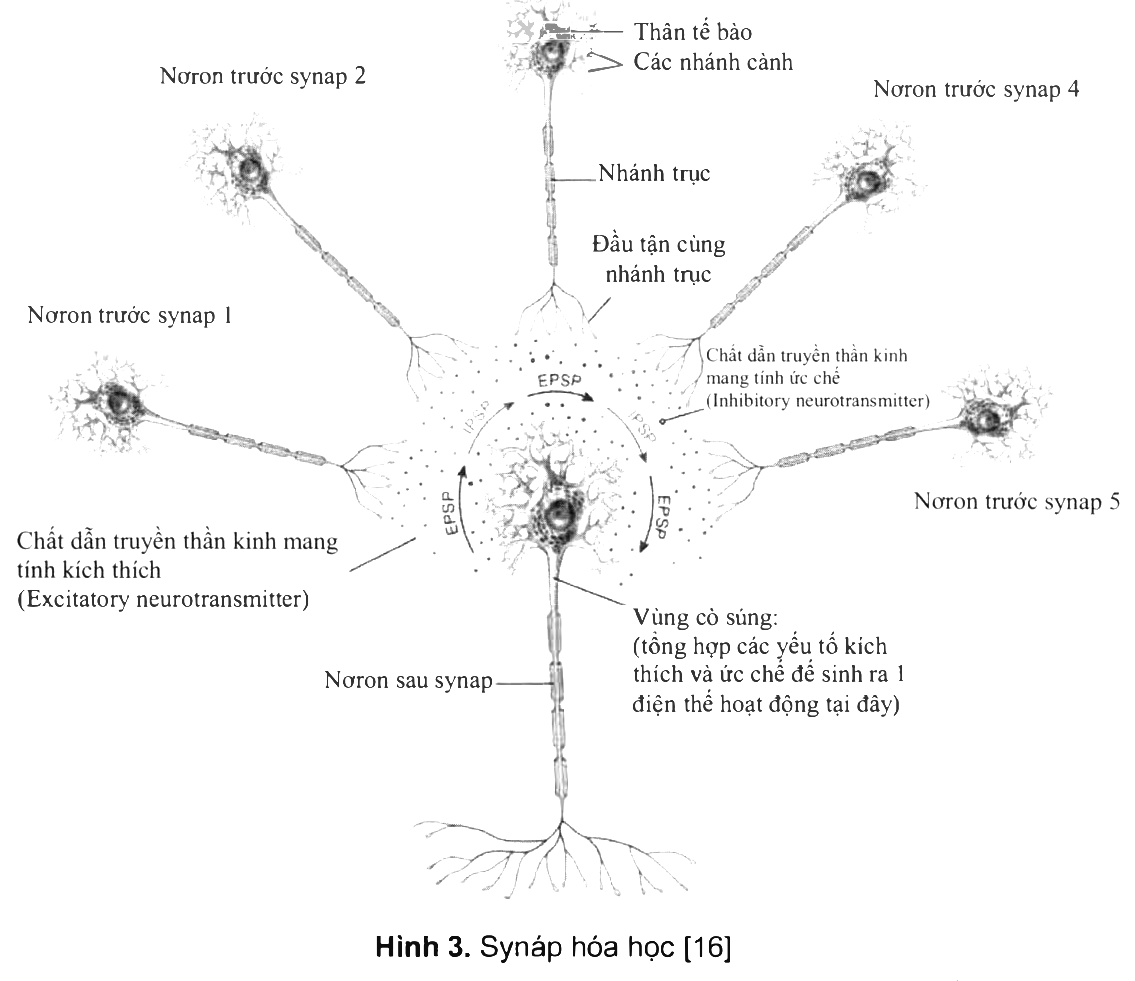 Thân tế bào
Các nhánh cành
Nơron trước synap 2
Nơron trước synap 4
Nhánh trục
Đầu tận cùng
nhánh trục
Nơron trước synap 1
Chất dẫn truyền thần kinh
mang tính ức chế
(Inhibitory neurotransmitter)
EPSP
IPSP
IPSP
EPSP
EPSP
Nơron trước synap 5
Chất dẫn truyền thần kinh mang
tính kích thích
(Excitatory neurotransmitter)
Vùng cò súng:
(tổng hợp các yếu tố kích
thích và ức chế để sinh ra 1
điện thế hoạt động tại đây)
Nơron sau synap
Hình 3. Synáp hóa học [16]